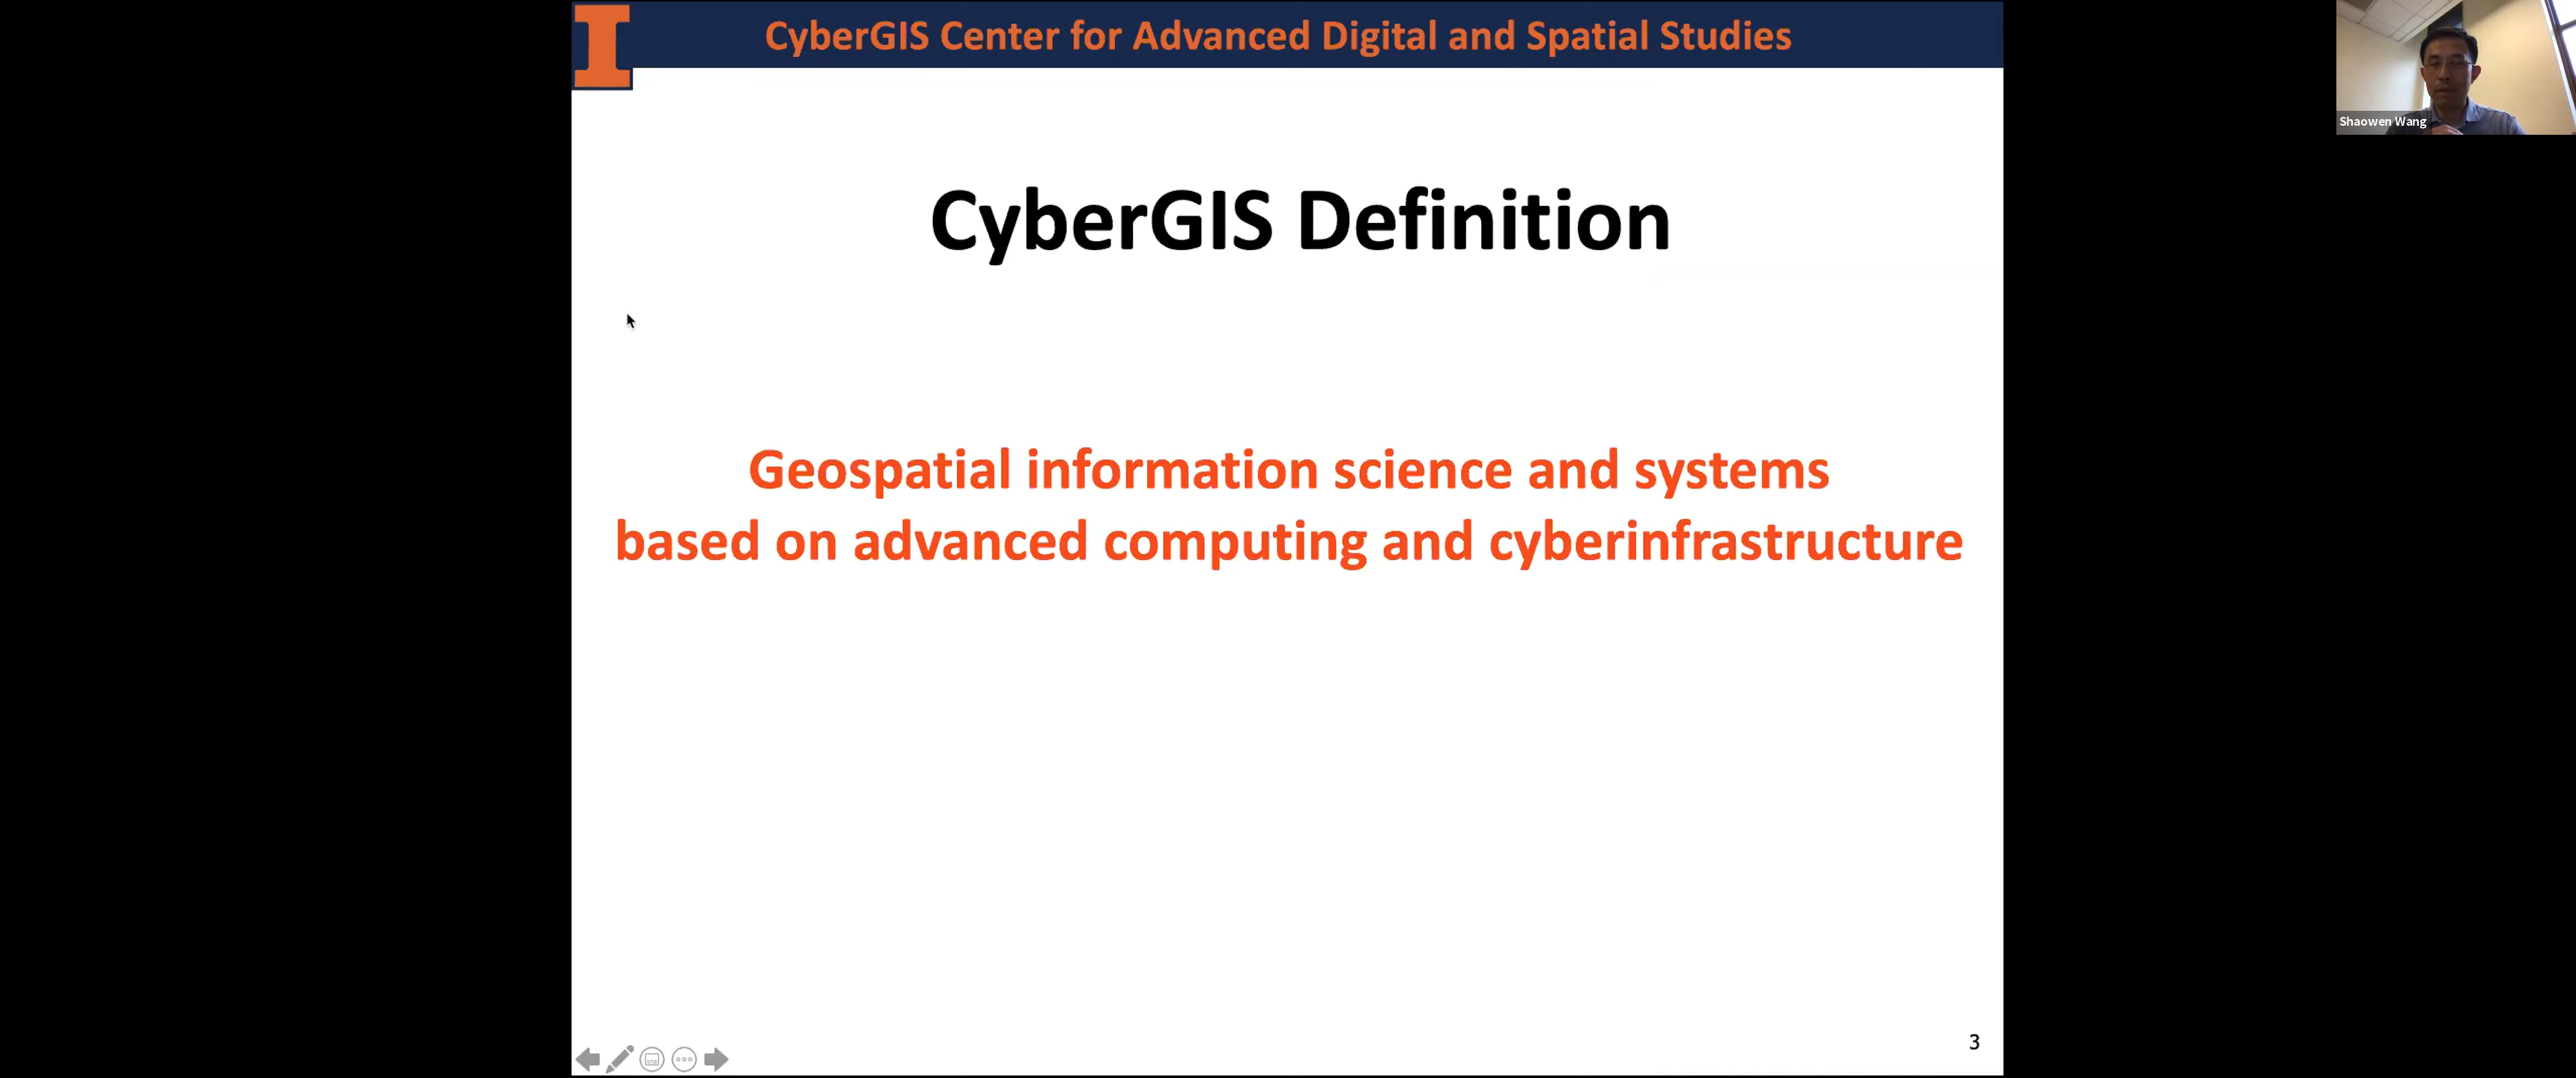 CyberGIS Center for Advanced Digital and Spatial Studies
Shaowen Wang
CyberGIS Definition
Geospatial information science and systems
based on advanced computing and cyberinfrastructure
3